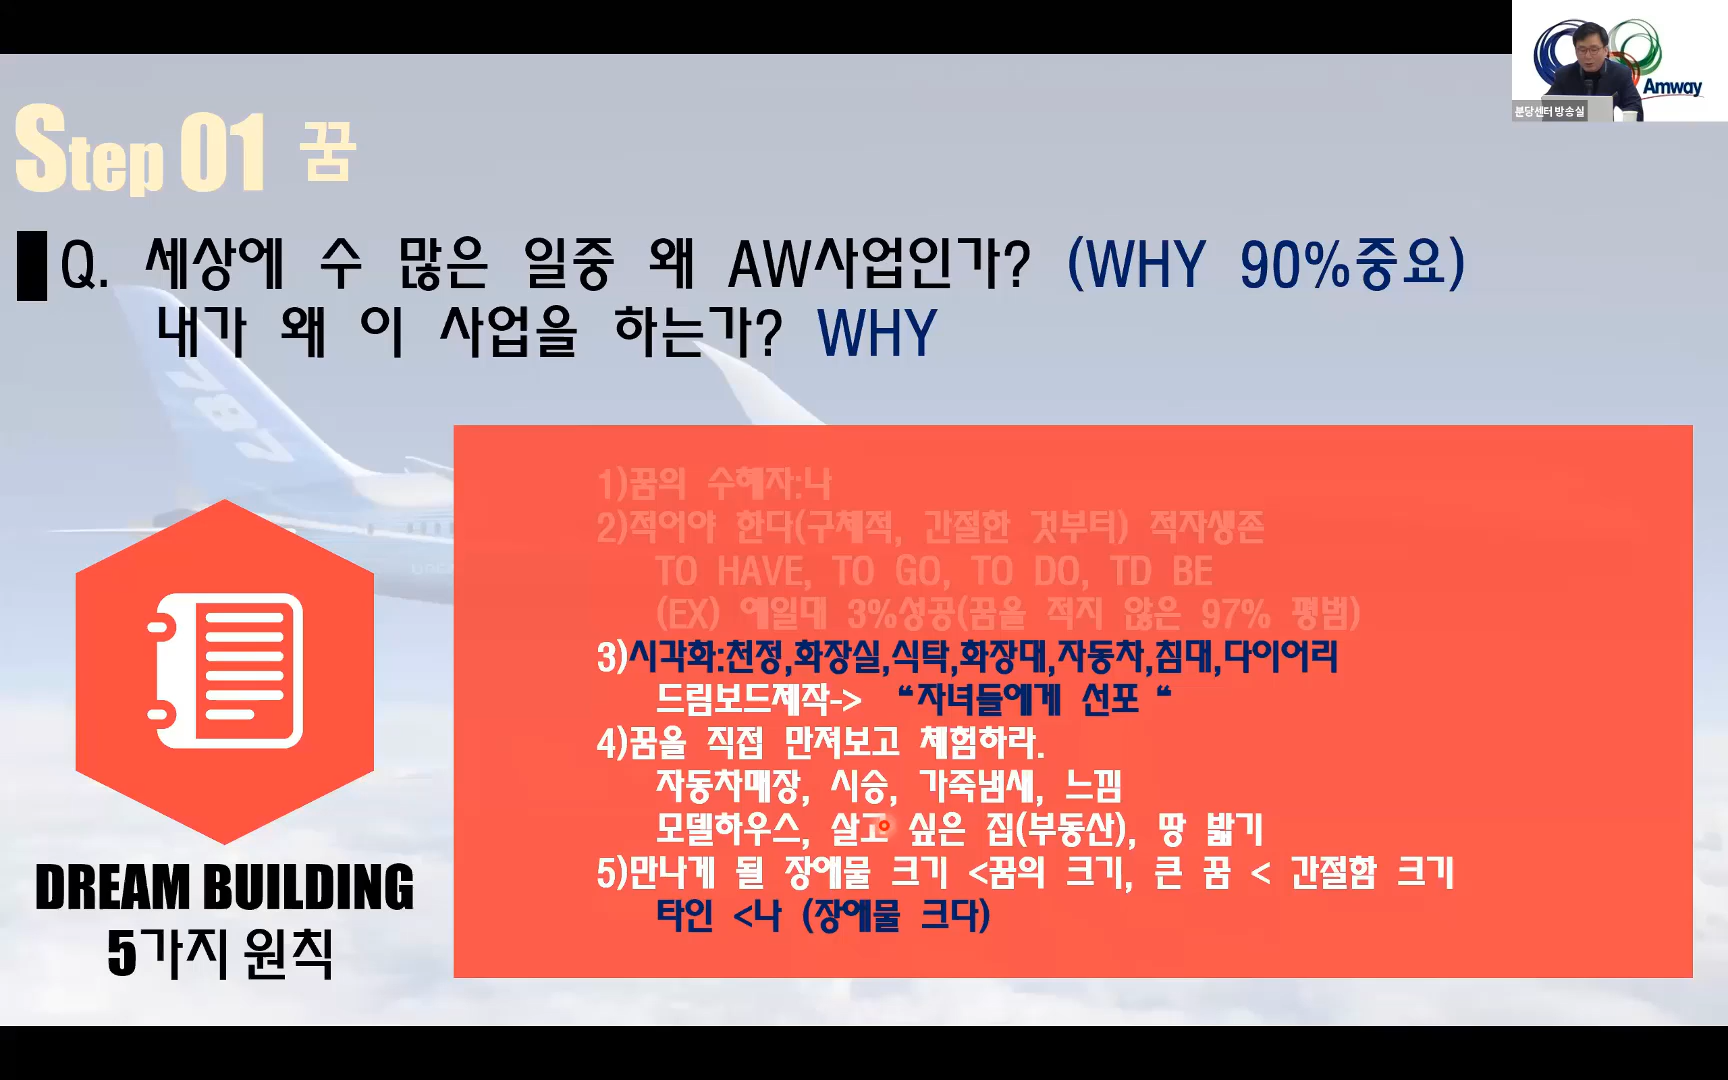 Amway
분당센터 방송실
Step 01 꿈
Q. 세상에 수 많은 일중 왜 AW사업인가? (WHY 90%중요)
내가 왜 이 사업을 하는가? WHY
787
1)꿈의 수혜자:나
2)적어야 한다(구체적, 간절한 것부터) 적자생존
TO HAVE, TO GO, TO DO, TD BE
(EX) 예일대 3%성공(꿈을 적지 않은 97% 평범)
3)시각화:천정,화장실,식탁,화장대,자동차,침대,다이어리
드림보드제작-> “자녀들에게 선포 “
4)꿈을 직접 만져보고 체험하라.
자동차매장, 시승, 가죽냄새, 느낌
모델하우스, 살고 싶은 집(부동산), 땅 밟기
5)만나게 될 장애물 크기 <꿈의 크기, 큰 꿈 < 간절함 크기
타인 <나 (장애물 크다)
DREAM BUILDING
5가지 원칙